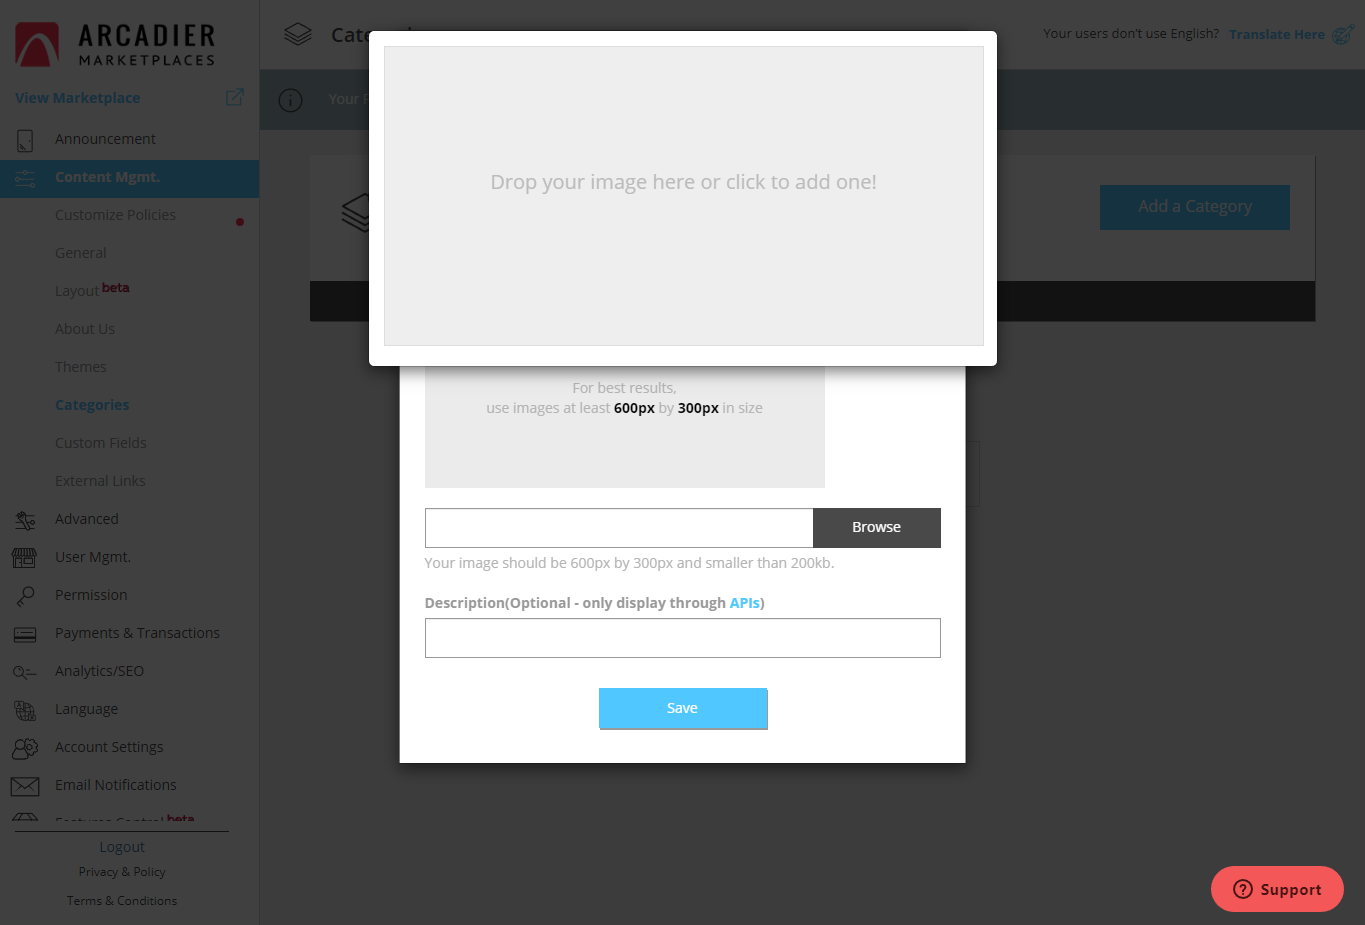 ARCADIER
MARKETPLACES
View Marketplace
Announcement
Content Mgmt.
Customize Policies
General
Layout beta
About Us
Themes
Categories
Custom Fields
External Links
Advanced
User Mgmt.
Permission
Payments & Transactions
Analytics/SEO
Language
Account Settings
Email Notifications
Features Control beta
Logout
Privacy & Policy
Terms & Conditions
Your users don't use English? Translate Here
Your
Add a Category
Drop your image here or click to add one!
For best results,
use images at least 600px by 300px in size
Browse
Your image should be 600px by 300px and smaller than 200kb.
Description(Optional - only display through APIs)
Save
Support